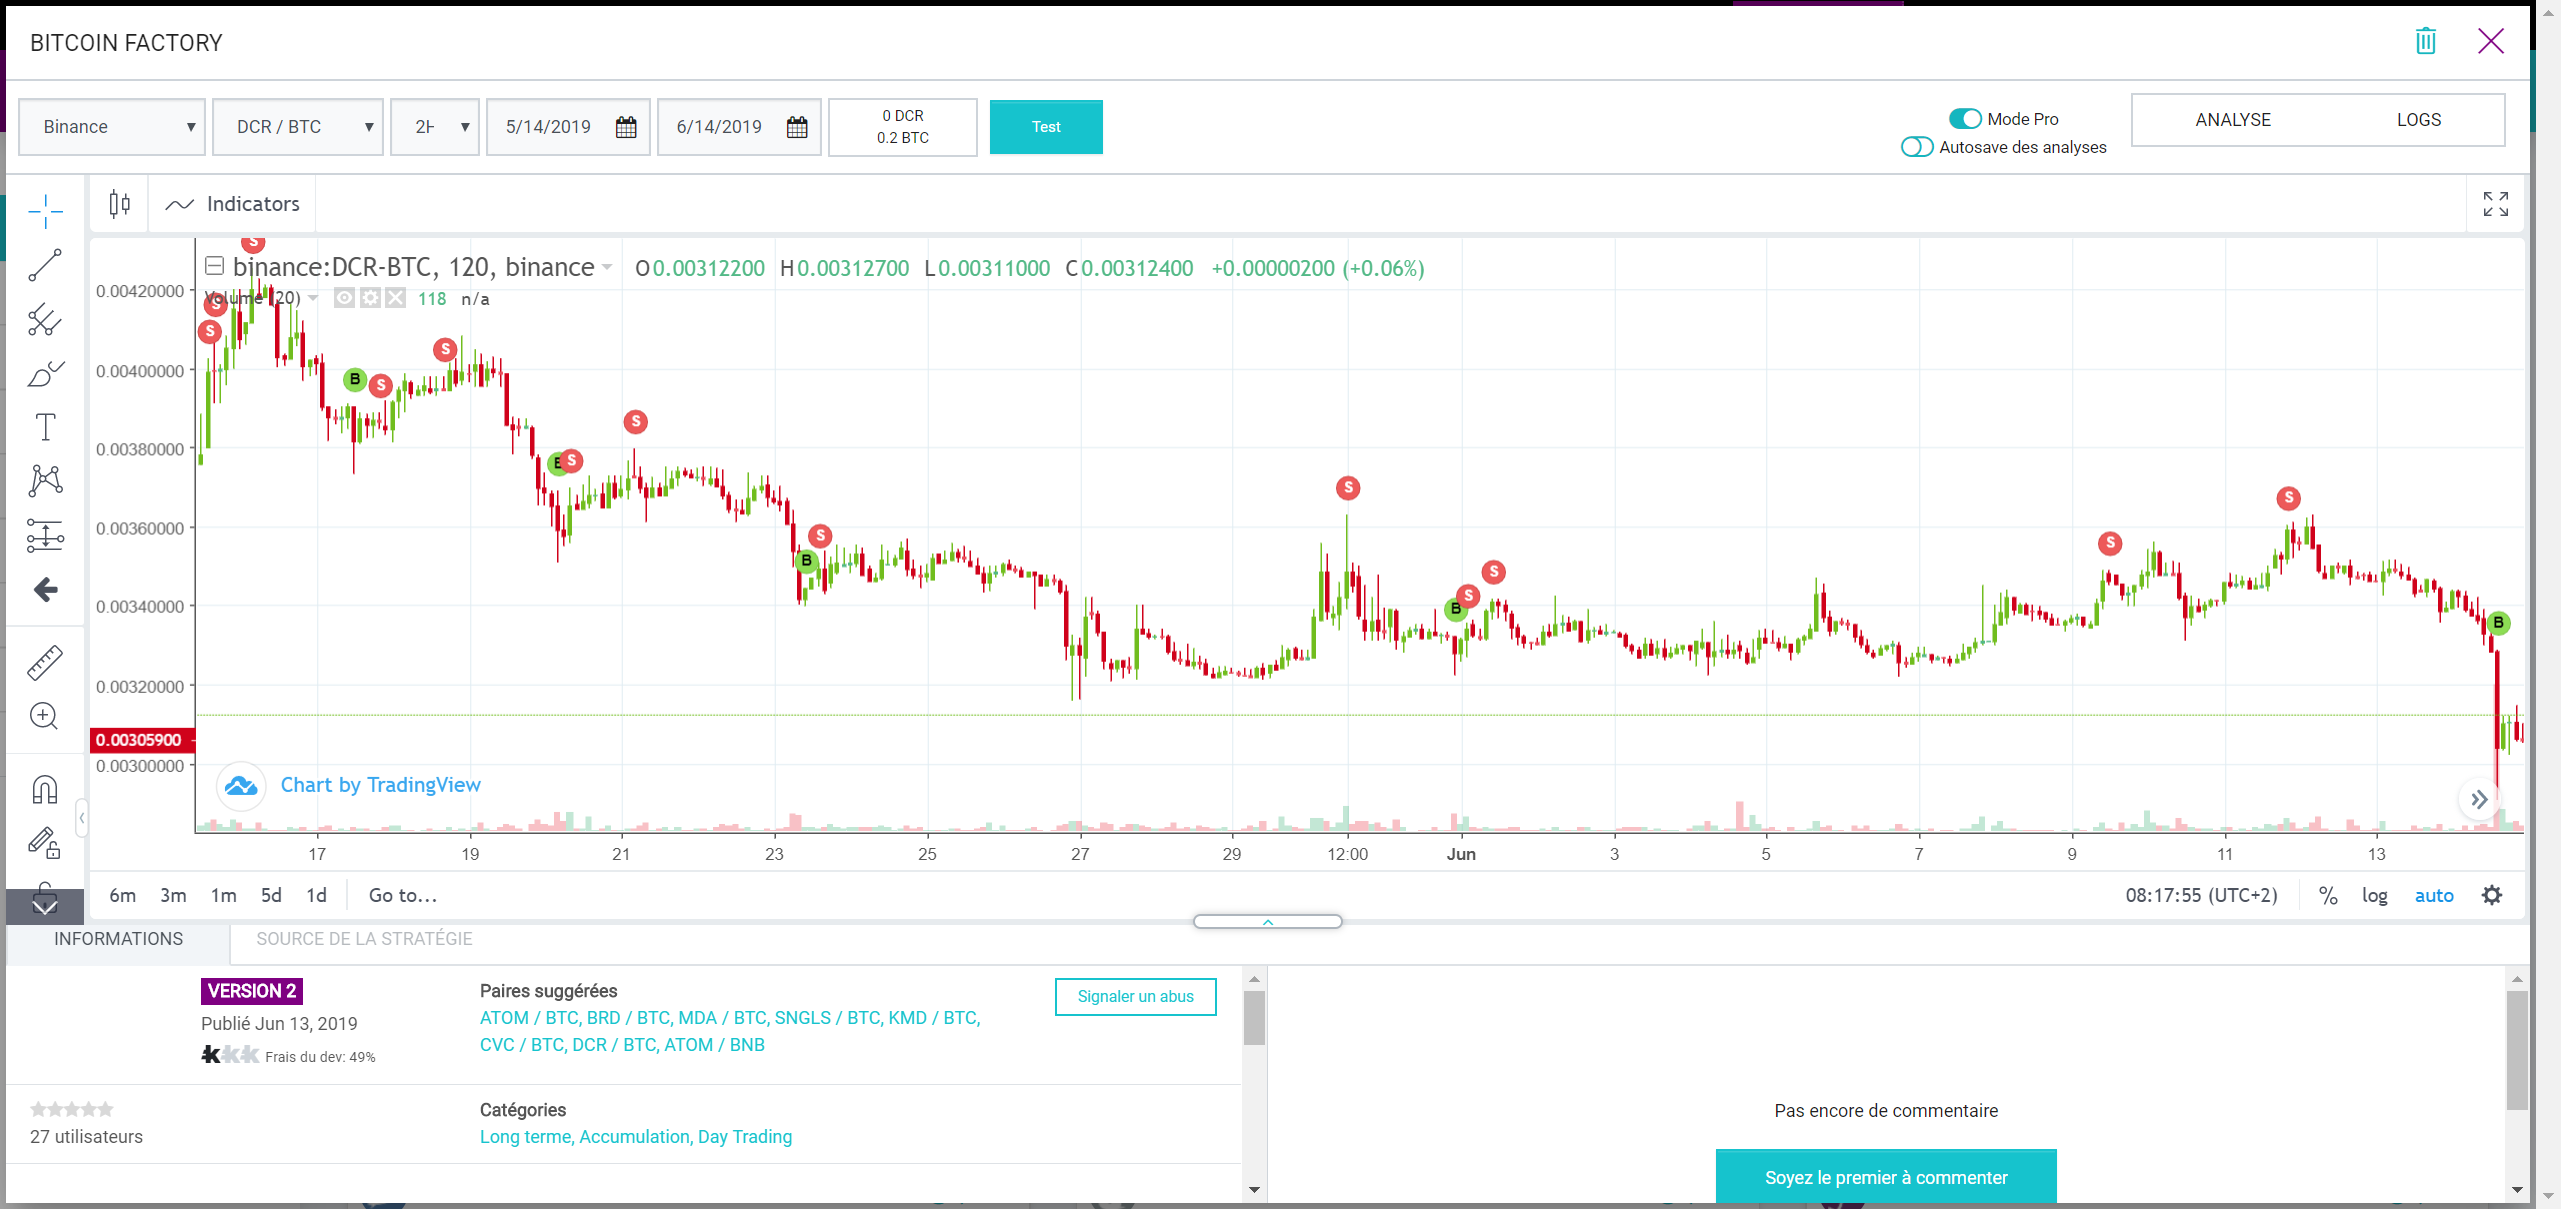 BITCOIN FACTORY
Binance
DCR / BTC
5/14/2019
6/14/2019
0 DCR
0.2 BTC
Test
Mode Pro
Autosave des analyses
ANALYSE
LOGS
Indicators
S
binance:DCR-BTC, 120, binance
O0.00312200 H0.00312700 L0.00311000 C0.00312400 +0.00000200 (+0.06%)
Volume (20)
118 n/a
0.00420000
S
S
0.00400000
B
S
S
0.00380000
S
S
0.00360000
B
S
S
B
S
S
S
S
B
0.00340000
0.00320000
0.00305900
0.00300000
Chart by TradingView
17
19
21
23
25
27
29
12:00
Jun
3
5
7
9
11
13
6m 3m 1m 5d 1d
Go to...
08:17:55 (UTC+2)
%
log
auto
INFORMATIONS
SOURCE DE LA STRATÉGIE
VERSION 2
Publié Jun 13, 2019
Frais du dev: 49%
Paires suggérées
ATOM / BTC, BRD / BTC, MDA / BTC, SNGLS / BTC, KMD / BTC,
CVC / BTC, DCR / BTC, ATOM / BNB
Signaler un abus
27 utilisateurs
Catégories
Long terme, Accumulation, Day Trading
Pas encore de commentaire
Soyez le premier à commenter